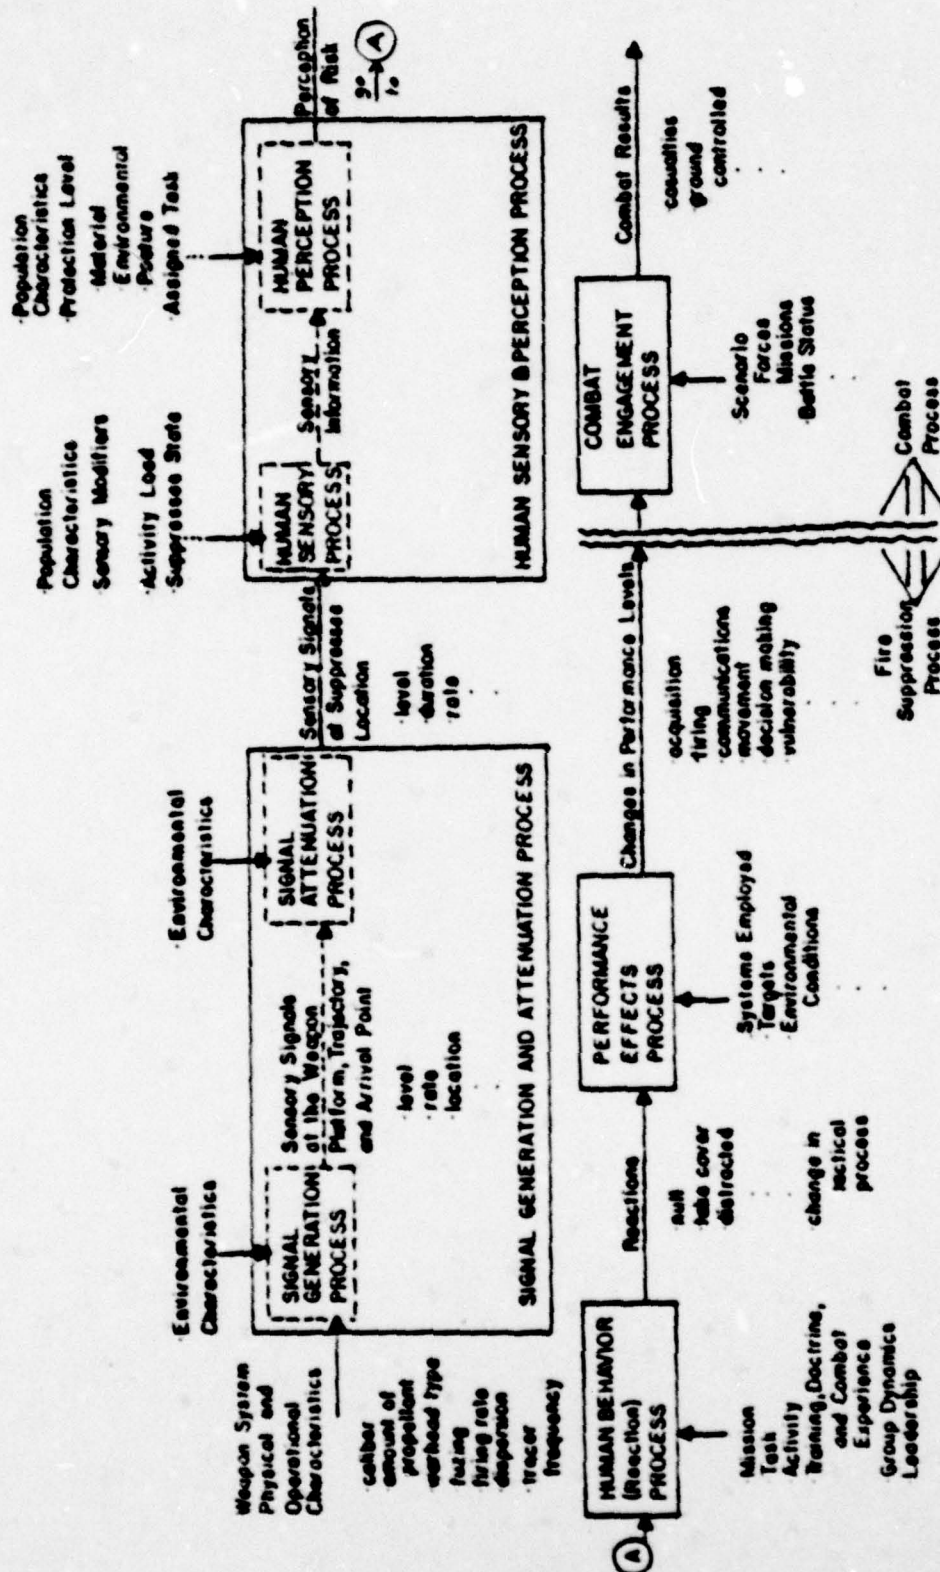 Environmental
Characteristics
Environmental
Characteristics
Population
Characteristics
Sensory Modifiers
Activity Load
Suppressee State
Population
Characteristics
Protection Level
Material
Environmental
Posture
Assigned Task
Weapon System
Physical and
Operational
Characteristics
caliber
amount of
propellant
warhead type
fuzing
firing rate
dispersion
tracer
frequency
SIGNAL
GENERATION
PROCESS
Sensory Signals
at the Weapon
Platform, Trajectory,
and Arrival Point
level
rate
location
SIGNAL
ATTENUATION
PROCESS
SIGNAL GENERATION AND ATTENUATION PROCESS
Sensory Signals
at Suppressee
Location
level
duration
rate
HUMAN
SENSORY
PROCESS
Sensory
Information
HUMAN
PERCEPTION
PROCESS
HUMAN SENSORY & PERCEPTION PROCESS
Perception
of Risk
go
to
A
A
HUMAN BEHAVIOR
(Reaction)
PROCESS
Mission
Task
Activity
Training, Doctrine,
and Combat
Experience
Group Dynamics
Leadership
Reactions
null
take cover
distracted
change in
tactical
process
PERFORMANCE
EFFECTS
PROCESS
Systems Employed
Targets
Environmental
Conditions
Changes in Performance Levels
acquisition
firing
communications
movement
decision making
vulnerability
Fire
Suppression
Process
Combat
Process
COMBAT
ENGAGEMENT
PROCESS
Scenario
Forces
Missions
Battle Status
Combat Results
casualties
ground
controlled